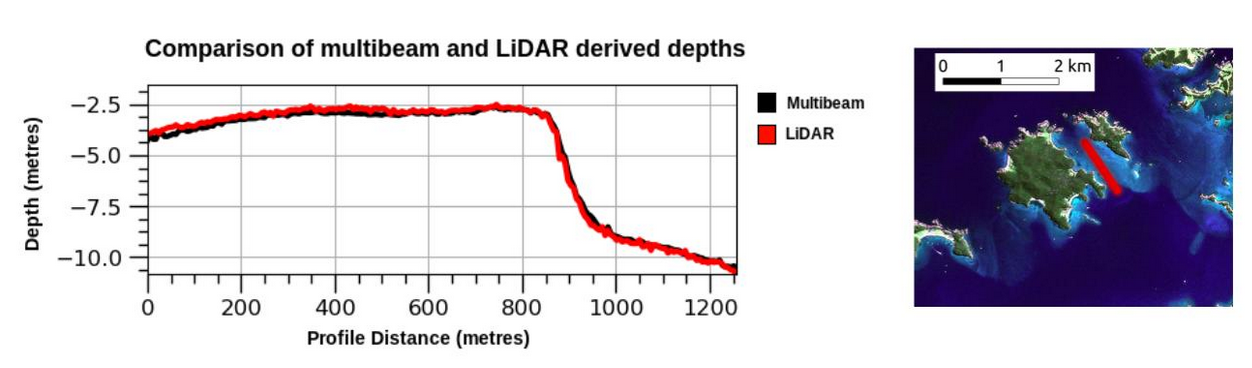 Comparison of multibeam and LiDAR derived depths
−2.5
−5.0
−7.5
−10.0
Depth (metres)
0 200 400 600 800 1000 1200
Profile Distance (metres)
Multibeam
LiDAR
0 1 2 km